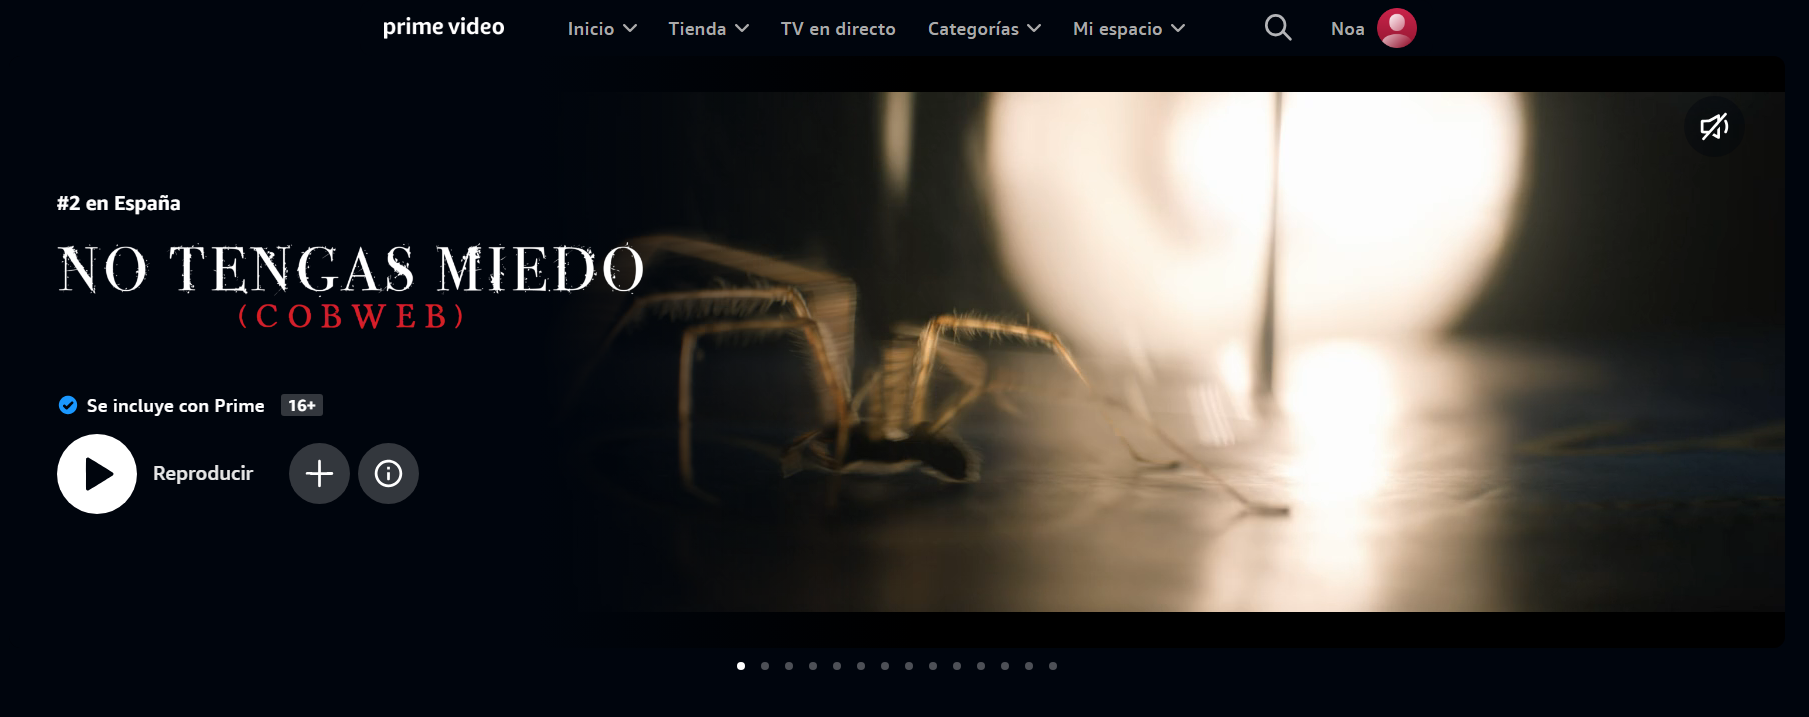 prime video Inicio Tienda TV en directo Categorías Mi espacio Noa
#2 en España
NO TENGAS MIEDO
(COBWEB)
Se incluye con Prime 16+
Reproducir